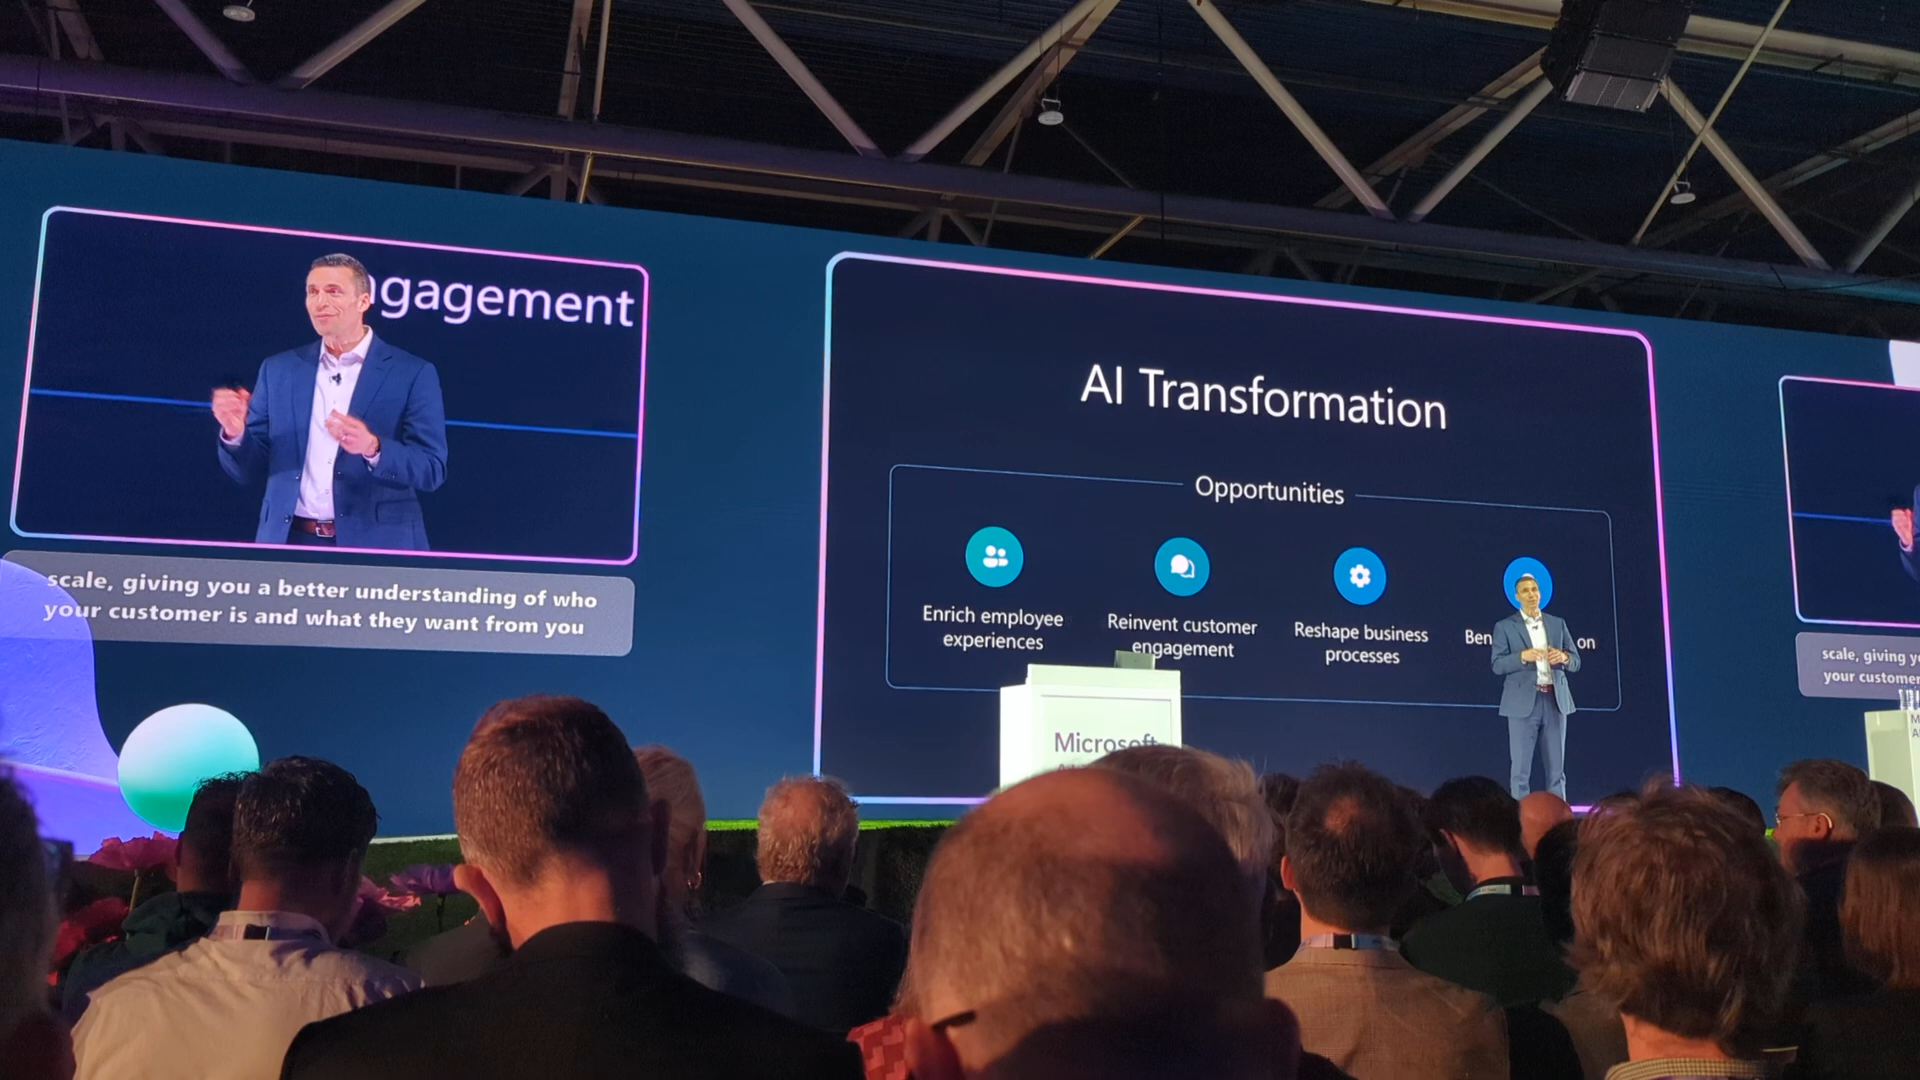 ngagement
scale, giving you a better understanding of who
your customer is and what they want from you
AI Transformation
Opportunities
Enrich employee
experiences
Reinvent customer
engagement
Reshape business
processes
Ben
on
Microsoft
scale, giving y
your customer